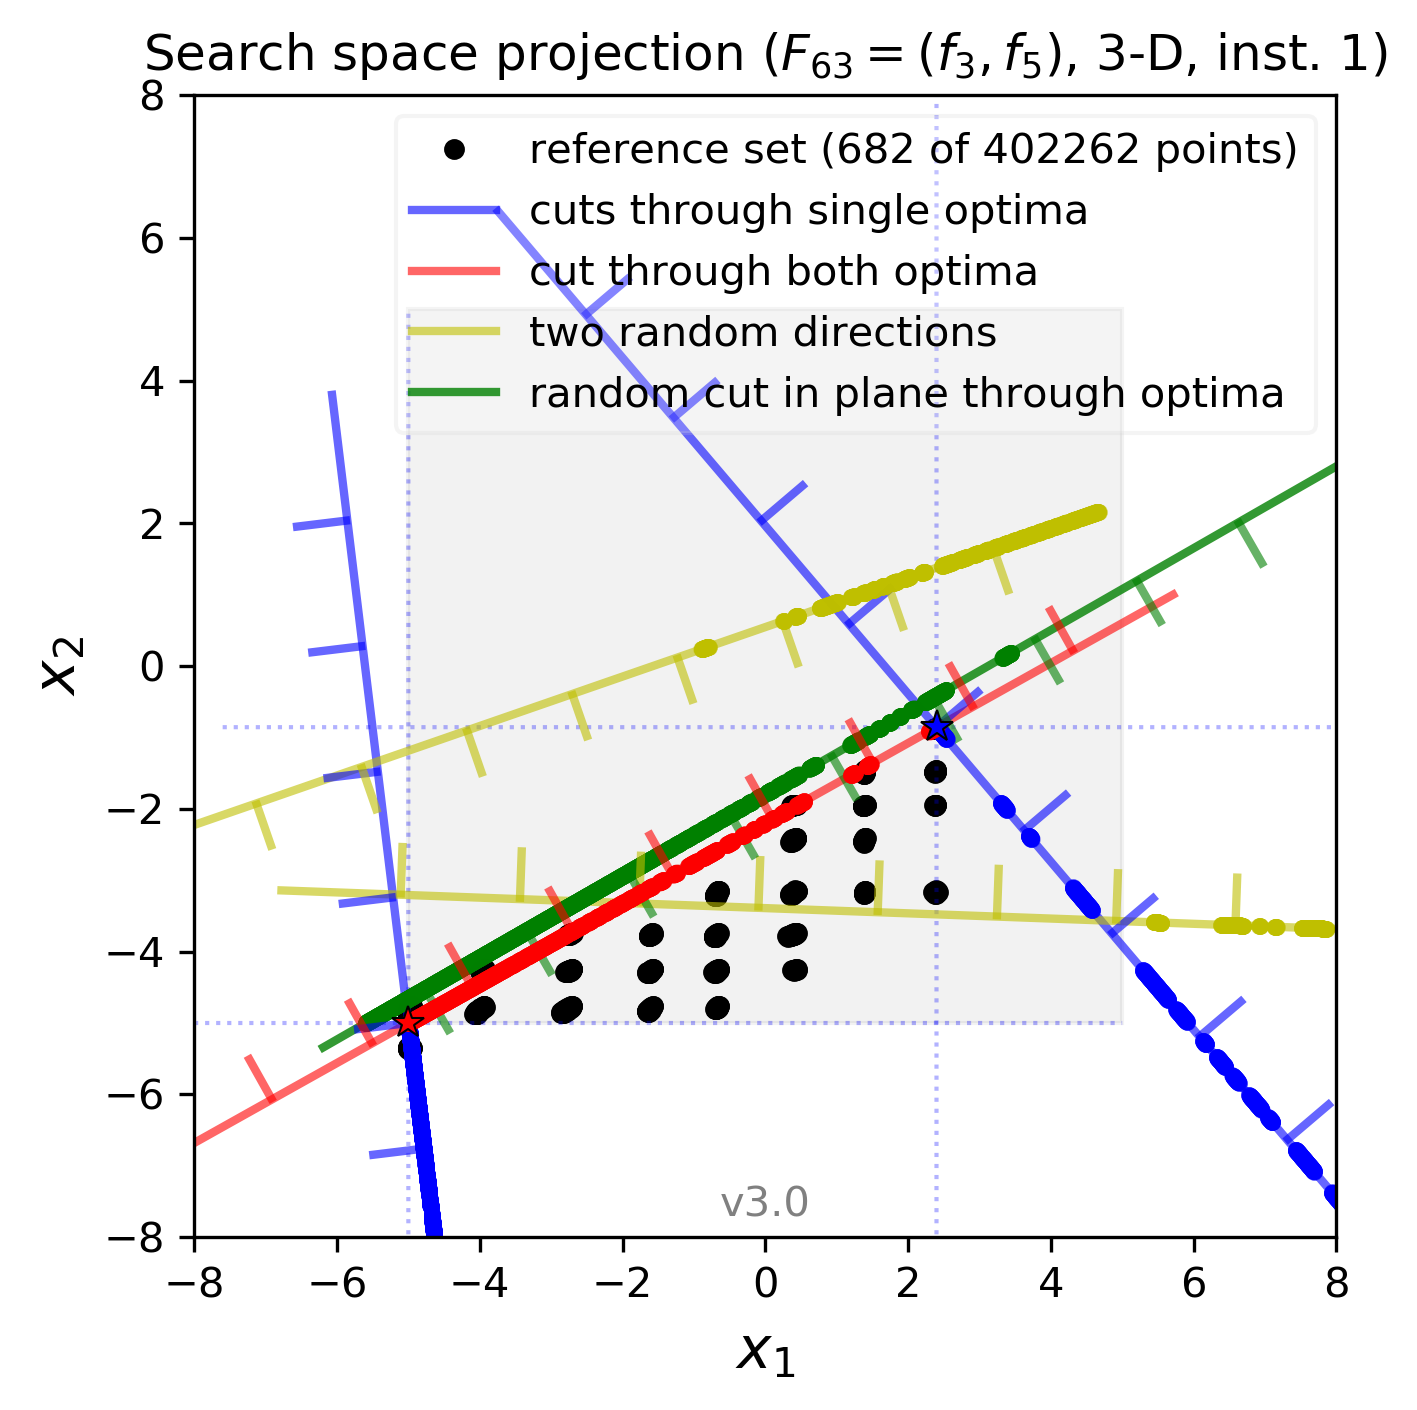 Search space projection (F₆₃ = (f₃, f₅), 3-D, inst. 1)
reference set (682 of 402262 points)
cuts through single optima
cut through both optima
two random directions
random cut in plane through optima
8
6
4
2
0
−2
−4
−6
−8
x₂
v3.0
−8 −6 −4 −2 0 2 4 6 8
x₁